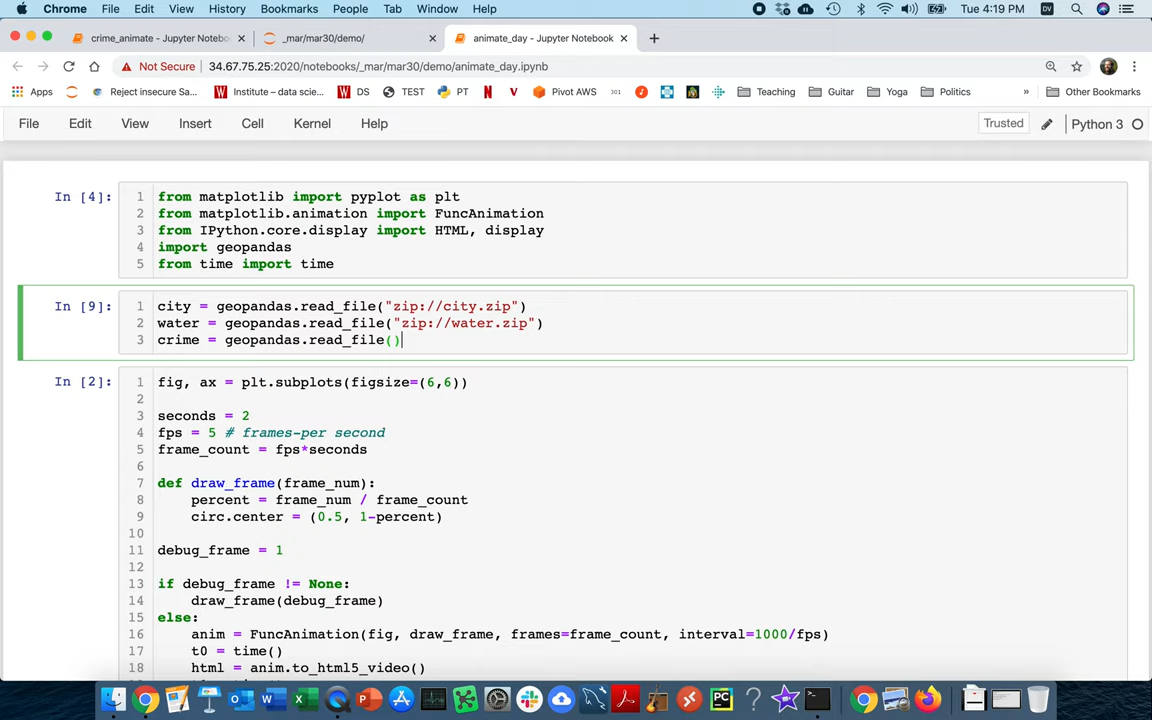 Chrome File Edit View History Bookmarks People Tab Window Help DV Tue 4:19 PM
crime_animate - Jupyter Notebo _mar/mar30/demo/ animate_day - Jupyter Notebook
Not Secure 34.67.75.25:2020/notebooks/_mar/mar30/demo/animate_day.ipynb
Apps Reject insecure Sa... Institute – data scie... DS TEST PT Pivot AWS 301 Teaching Guitar Yoga Politics » Other Bookmarks
File Edit View Insert Cell Kernel Help Trusted Python 3
In [4]:
1 from matplotlib import pyplot as plt
2 from matplotlib.animation import FuncAnimation
3 from IPython.core.display import HTML, display
4 import geopandas
5 from time import time
In [9]:
1 city = geopandas.read_file("zip://city.zip")
2 water = geopandas.read_file("zip://water.zip")
3 crime = geopandas.read_file()
In [2]:
1 fig, ax = plt.subplots(figsize=(6,6))
2
3 seconds = 2
4 fps = 5 # frames-per second
5 frame_count = fps*seconds
6
7 def draw_frame(frame_num):
8 percent = frame_num / frame_count
9 circ.center = (0.5, 1-percent)
10
11 debug_frame = 1
12
13 if debug_frame != None:
14 draw_frame(debug_frame)
15 else:
16 anim = FuncAnimation(fig, draw_frame, frames=frame_count, interval=1000/fps)
17 t0 = time()
18 html = anim.to_html5_video()